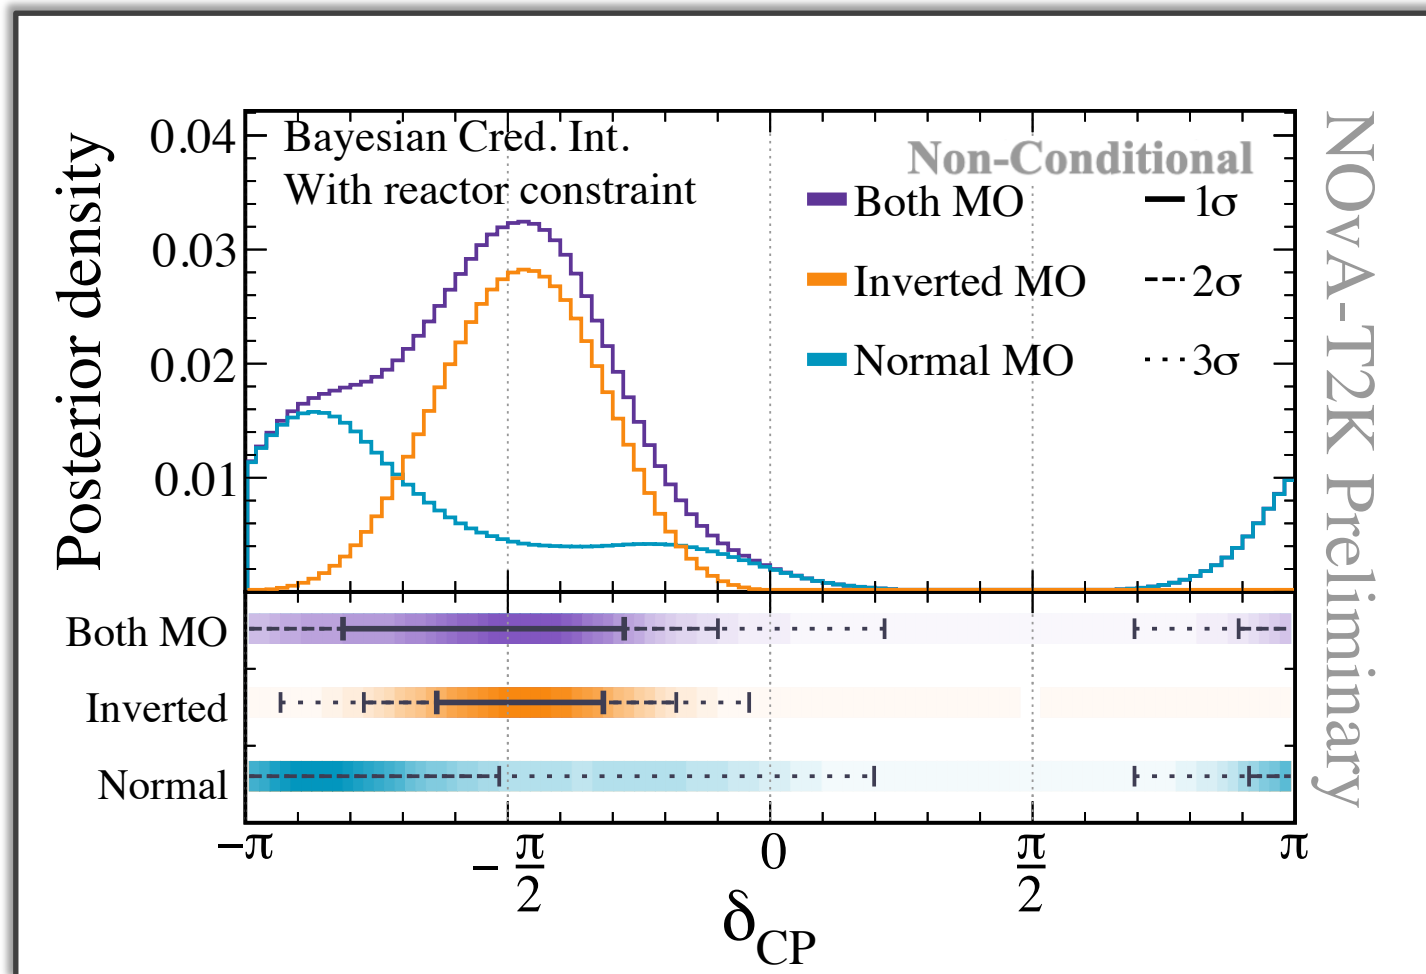 Bayesian Cred. Int.
With reactor constraint
Non-Conditional
Both MO
Inverted MO
Normal MO
1σ
2σ
3σ
0.04
0.03
0.02
0.01
Posterior density
Both MO
Inverted
Normal
−π
− π/2
0
π/2
π
δCP
NOvA-T2K Preliminary